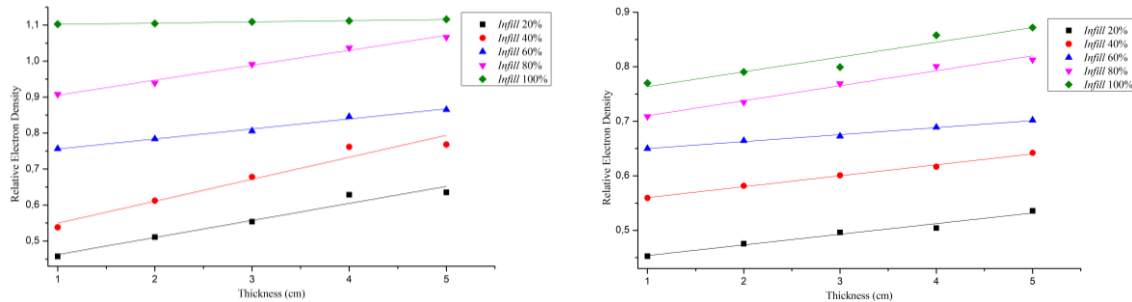 1,1
1,0
0,9
0,8
0,7
0,6
0,5
Relative Electron Density
1
2
3
4
5
Thickness (cm)
Infill 20%
Infill 40%
Infill 60%
Infill 80%
Infill 100%
0,9
0,8
0,7
0,6
0,5
Relative Electron Density
1
2
3
4
5
Thickness (cm)
Infill 20%
Infill 40%
Infill 60%
Infill 80%
Infill 100%